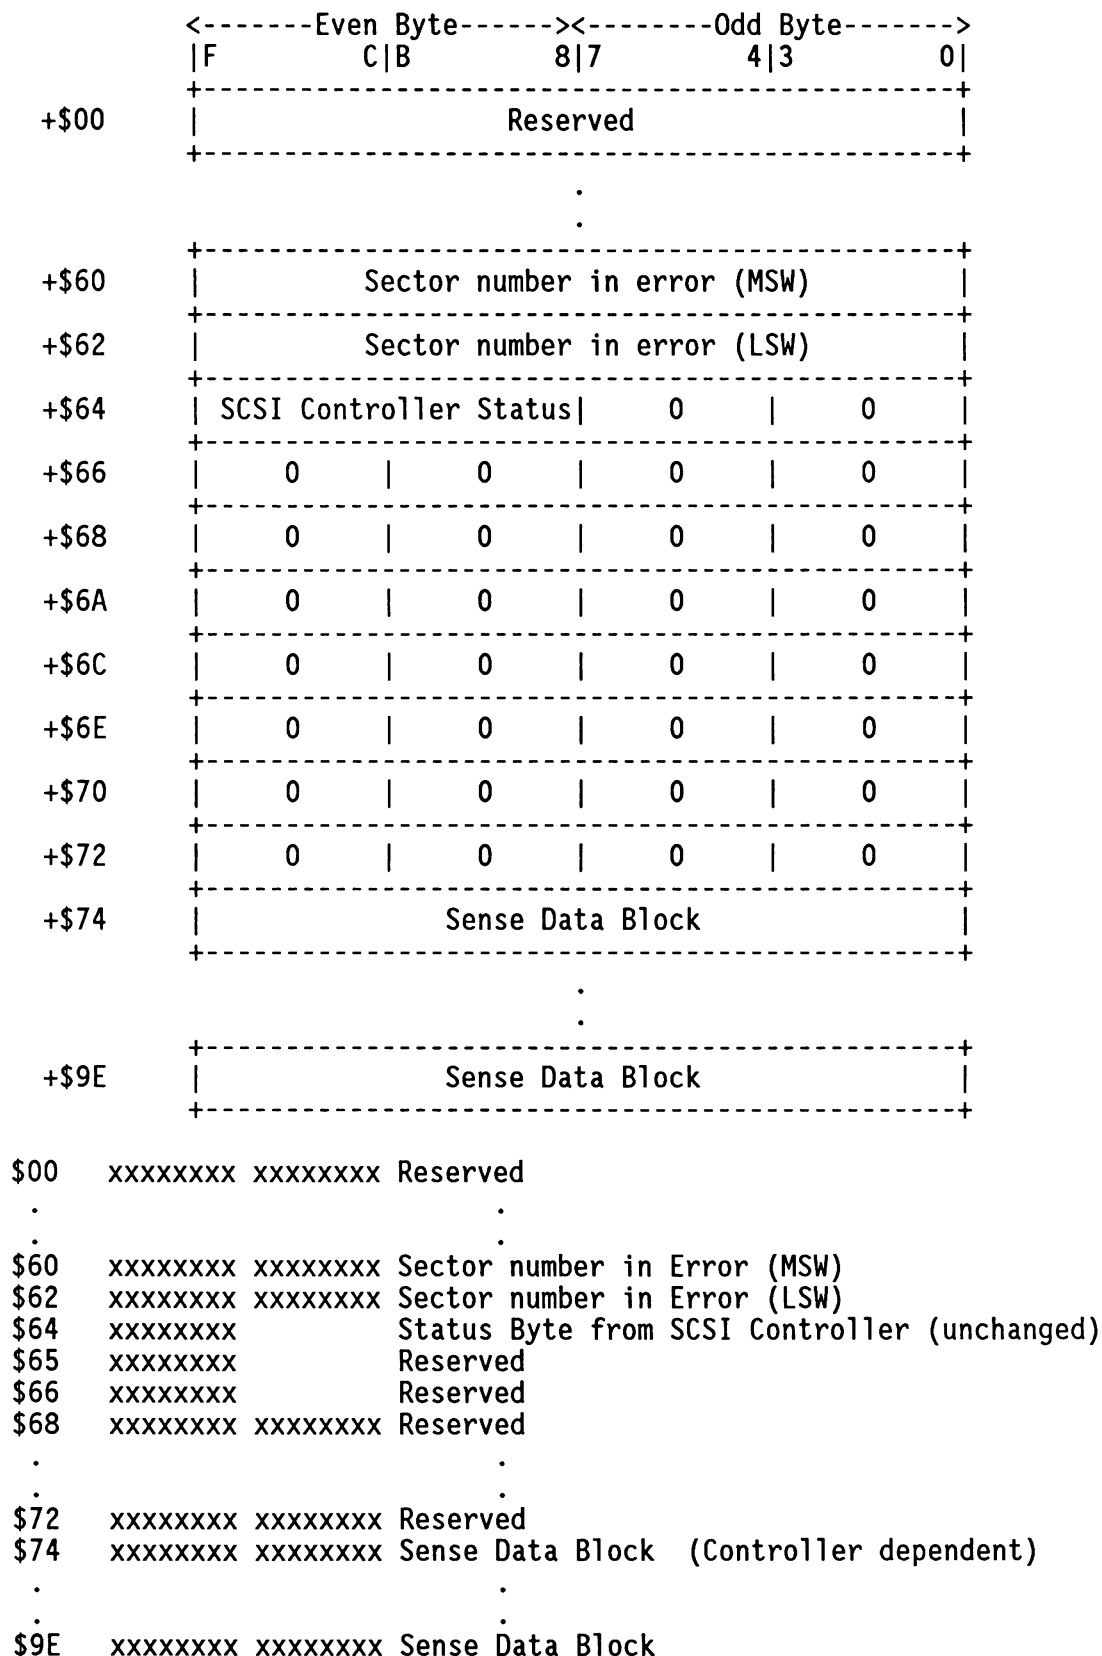 <-------Even Byte------><--------Odd Byte------->
|F C|B 8|7 4|3 0|
+-----------------------------------------------+
+$00 | Reserved |
+-----------------------------------------------+
.
.
+-----------------------------------------------+
+$60 | Sector number in error (MSW) |
+-----------------------------------------------+
+$62 | Sector number in error (LSW) |
+-----------------------------------------------+
+$64 | SCSI Controller Status| 0 | 0 |
+-----------------------------------------------+
+$66 | 0 | 0 | 0 | 0 |
+-----------------------------------------------+
+$68 | 0 | 0 | 0 | 0 |
+-----------------------------------------------+
+$6A | 0 | 0 | 0 | 0 |
+-----------------------------------------------+
+$6C | 0 | 0 | 0 | 0 |
+-----------------------------------------------+
+$6E | 0 | 0 | 0 | 0 |
+-----------------------------------------------+
+$70 | 0 | 0 | 0 | 0 |
+-----------------------------------------------+
+$72 | 0 | 0 | 0 | 0 |
+-----------------------------------------------+
+$74 | Sense Data Block |
+-----------------------------------------------+
.
.
+-----------------------------------------------+
+$9E | Sense Data Block |
+-----------------------------------------------+
$00 xxxxxxxx xxxxxxxx Reserved
. .
. .
$60 xxxxxxxx xxxxxxxx Sector number in Error (MSW)
$62 xxxxxxxx xxxxxxxx Sector number in Error (LSW)
$64 xxxxxxxx Status Byte from SCSI Controller (unchanged)
$65 xxxxxxxx Reserved
$66 xxxxxxxx Reserved
$68 xxxxxxxx xxxxxxxx Reserved
. .
. .
$72 xxxxxxxx xxxxxxxx Reserved
$74 xxxxxxxx xxxxxxxx Sense Data Block (Controller dependent)
. .
. .
$9E xxxxxxxx xxxxxxxx Sense Data Block